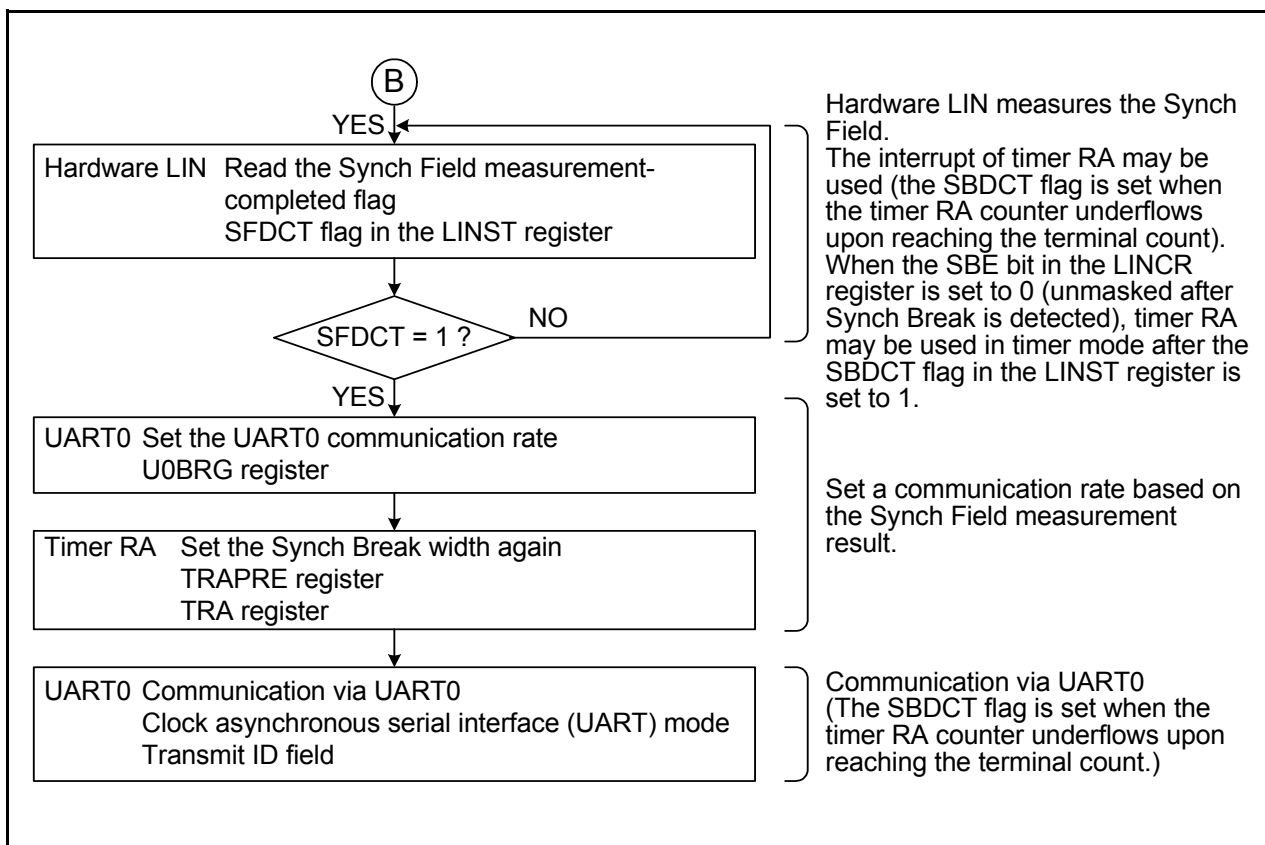 B
YES
Hardware LIN Read the Synch Field measurement-
completed flag
SFDCT flag in the LINST register
SFDCT = 1 ?
NO
YES
UART0 Set the UART0 communication rate
U0BRG register
Timer RA Set the Synch Break width again
TRAPRE register
TRA register
UART0 Communication via UART0
Clock asynchronous serial interface (UART) mode
Transmit ID field
Hardware LIN measures the Synch
Field.
The interrupt of timer RA may be
used (the SBDCT flag is set when
the timer RA counter underflows
upon reaching the terminal count).
When the SBE bit in the LINCR
register is set to 0 (unmasked after
Synch Break is detected), timer RA
may be used in timer mode after the
SBDCT flag in the LINST register is
set to 1.
Set a communication rate based on
the Synch Field measurement
result.
Communication via UART0
(The SBDCT flag is set when the
timer RA counter underflows upon
reaching the terminal count.)